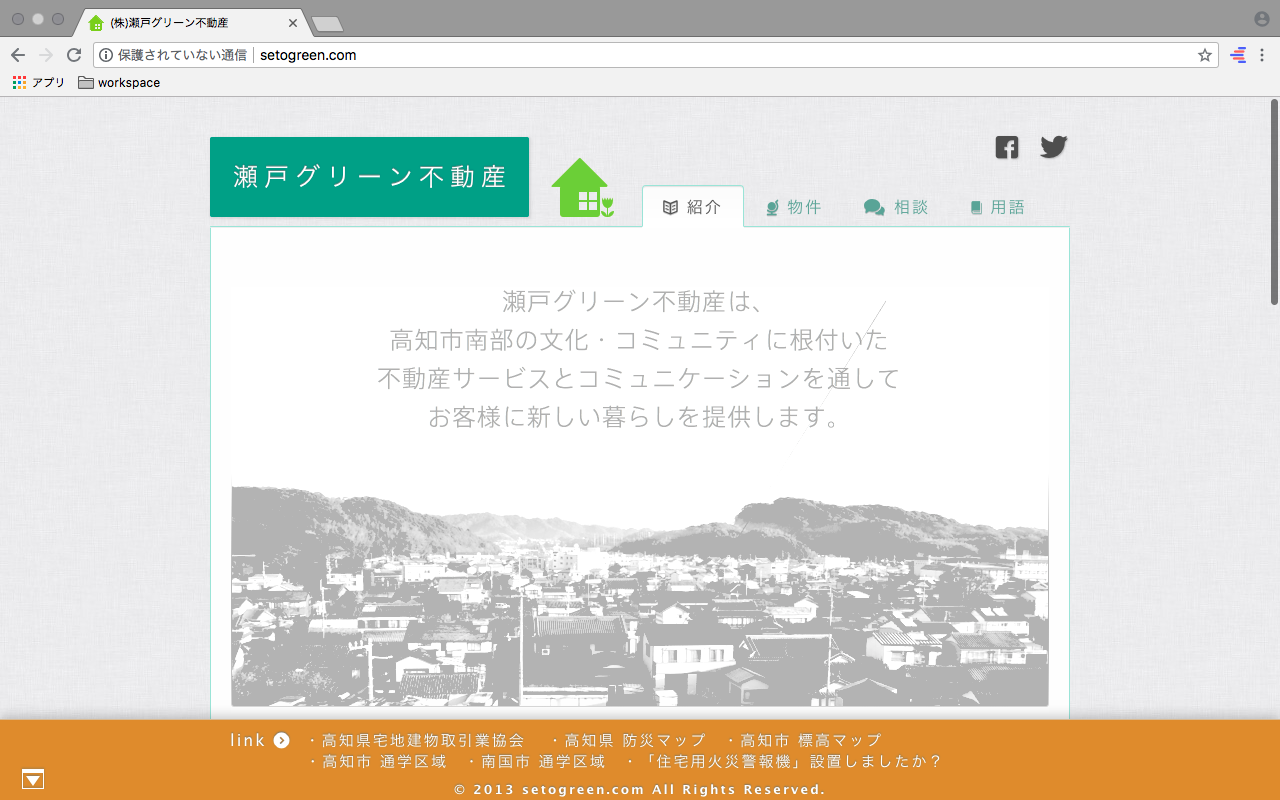 (株)瀬戸グリーン不動産
保護されていない通信 setogreen.com
アプリ workspace
瀬戸グリーン不動産
紹介 物件 相談 用語
瀬戸グリーン不動産は、
高知市南部の文化・コミュニティに根付いた
不動産サービスとコミュニケーションを通して
お客様に新しい暮らしを提供します。
link ・高知県宅地建物取引業協会 ・高知県 防災マップ ・高知市 標高マップ
・高知市 通学区域 ・南国市 通学区域 ・「住宅用火災警報機」設置しましたか？
© 2013 setogreen.com All Rights Reserved.